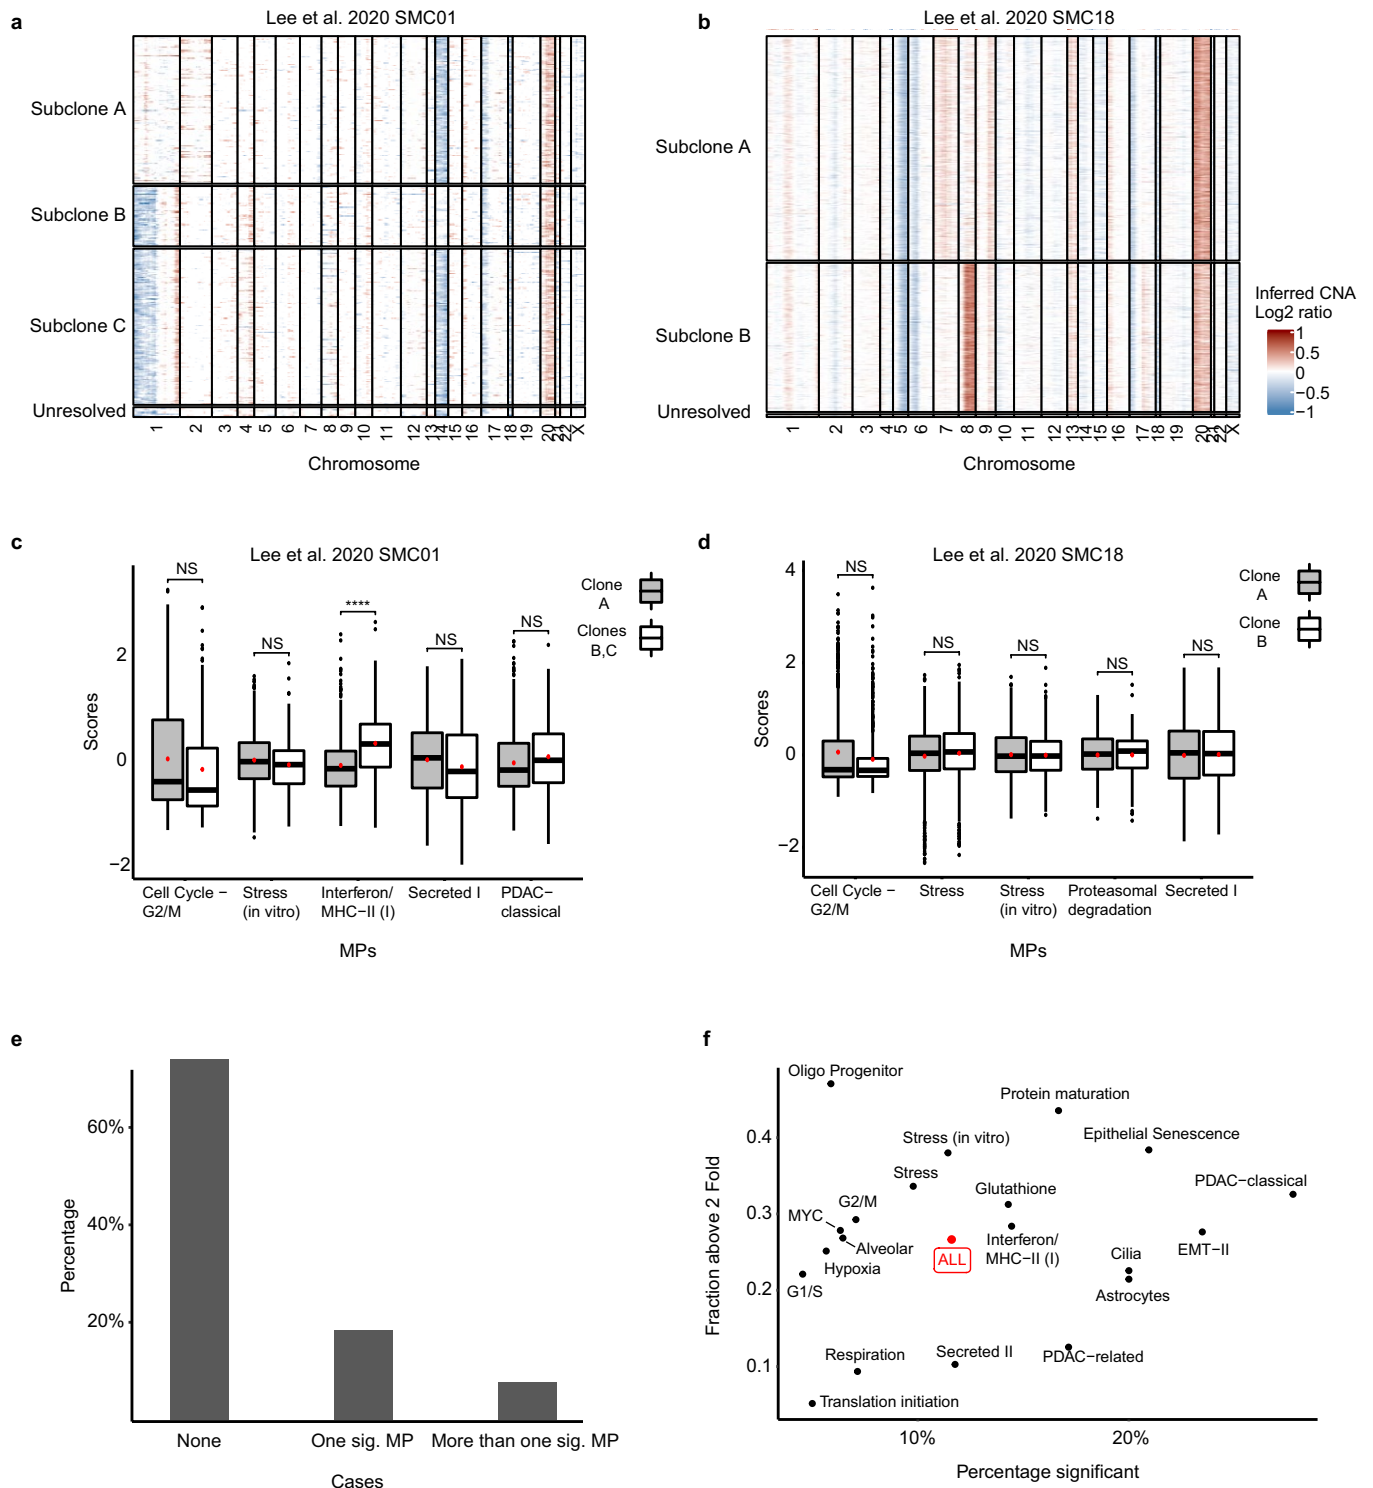 a
Lee et al. 2020 SMC01
Subclone A
Subclone B
Subclone C
Unresolved
1 2 3 4 5 6 7 8 9 10 11 12 13 14 15 16 17 18 19 20 21 22 X
Chromosome
b
Lee et al. 2020 SMC18
Subclone A
Subclone B
Unresolved
1 2 3 4 5 6 7 8 9 10 11 12 13 14 15 16 17 18 19 20 21 22 X
Chromosome
Inferred CNA
Log2 ratio
1
0.5
0
−0.5
−1
c
Lee et al. 2020 SMC01
Scores
2
0
−2
NS
NS
****
NS
NS
Clone
A
Clones
B,C
Cell Cycle −
G2/M
Stress
(in vitro)
Interferon/
MHC−II (I)
Secreted I
PDAC−
classical
MPs
d
Lee et al. 2020 SMC18
Scores
4
2
0
−2
NS
NS
NS
NS
NS
Clone
A
Clone
B
Cell Cycle −
G2/M
Stress
Stress
(in vitro)
Proteasomal
degradation
Secreted I
MPs
e
Percentage
60%
40%
20%
None
One sig. MP
More than one sig. MP
Cases
f
Fraction above 2 Fold
0.4
0.3
0.2
0.1
Oligo Progenitor
Protein maturation
Stress (in vitro)
Epithelial Senescence
Stress
PDAC−classical
Glutathione
G2/M
MYC
Alveolar
Interferon/
MHC−II (I)
EMT−II
ALL
Hypoxia
Cilia
G1/S
Astrocytes
Respiration
Secreted II
PDAC−related
Translation initiation
10%
20%
Percentage significant